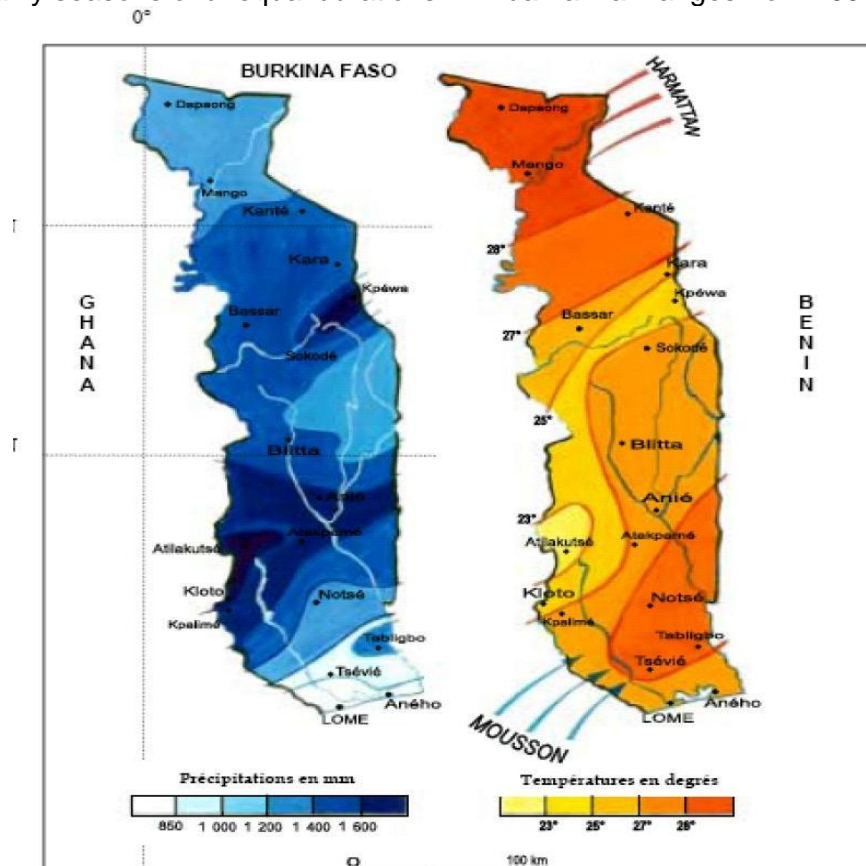 0°
BURKINA FASO
HARMATTAN
Dapaong
Mango
Kanté
Kara
Kpéwa
Bassar
Sokodé
Blitta
Anié
Atakpamé
Atilakutsé
Kloto
Kpalimé
Notsé
Tabligbo
Tsévié
LOME
Aného
GHANA
Dapaong
Mango
Kanté
28°
Kara
Kpéwa
Bassar
27°
Sokodé
25°
Blitta
Anié
23°
Atilakutsé
Atakpamé
Kloto
Kpalimé
Notsé
Tabligbo
Tsévié
LOME
Aného
MOUSSON
BENIN
Précipitations en mm
850 1 000 1 200 1 400 1 600
Températures en degrés
23° 25° 27° 28°
100 km